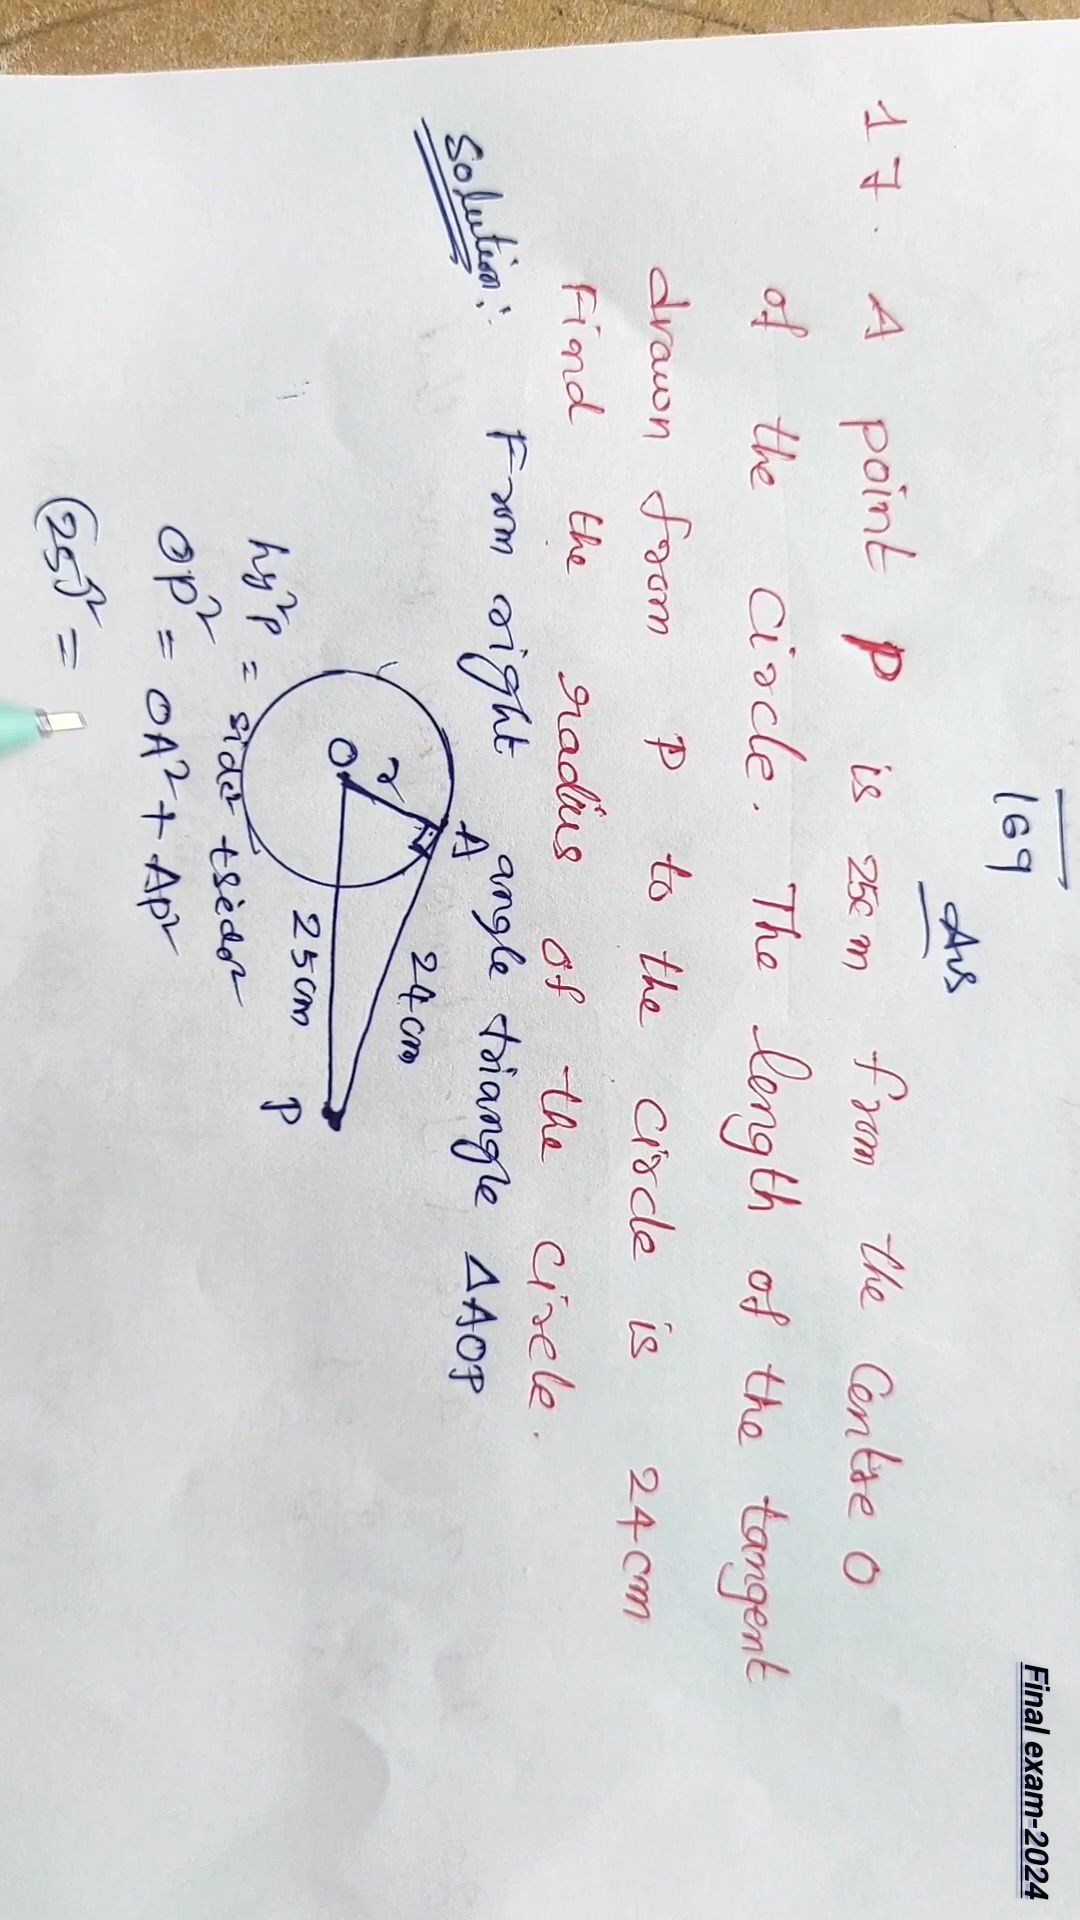 Final exam-2024
169
Ans
17. A point P is 25cm from the Centre O
of the Circle. The length of the tangent
drawn from P to the circle is 24cm
Find the radius of the circle.
Solution: From right angle triangle ΔAOP
A
24cm
r
O
25cm
P
hyp² = side² + side²
OP² = OA² + AP²
(25)² =